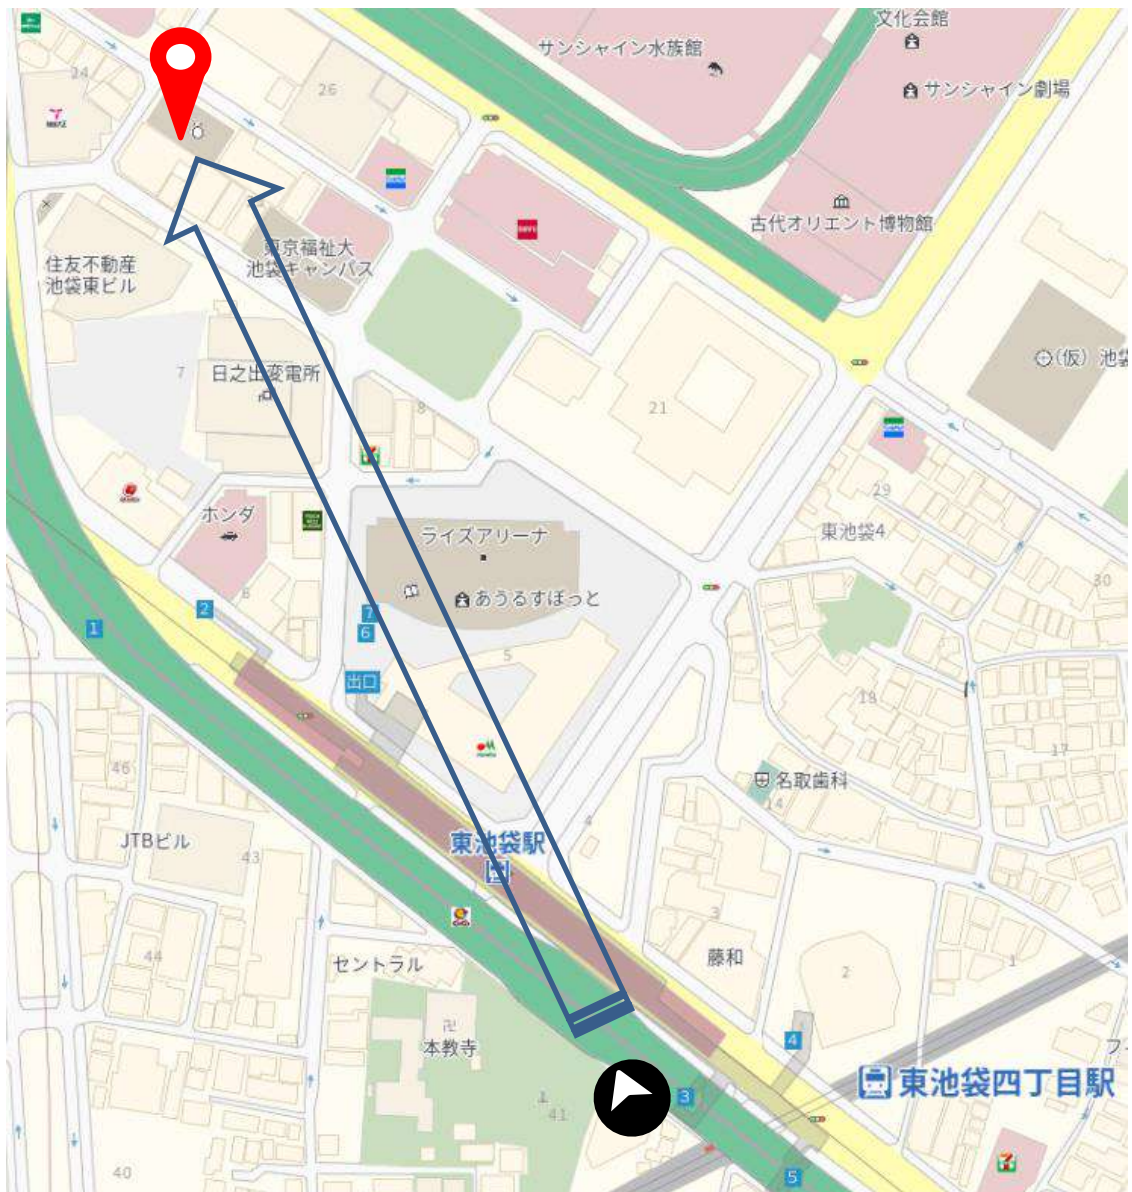 文化会館
サンシャイン水族館
サンシャイン劇場
24
26
古代オリエント博物館
東京福祉大
池袋キャンパス
住友不動産
池袋東ビル
(仮) 池袋
7
日之出変電所
8
21
29
ホンダ
ライズアリーナ
東池袋4
30
8
あうるすぽっと
2
7
6
1
5
出口
18
17
46
名取歯科
14
4
JTBビル
43
東池袋駅
3
藤和
セントラル
44
2
1
本教寺
4
東池袋四丁目駅
3
1
41
40
5